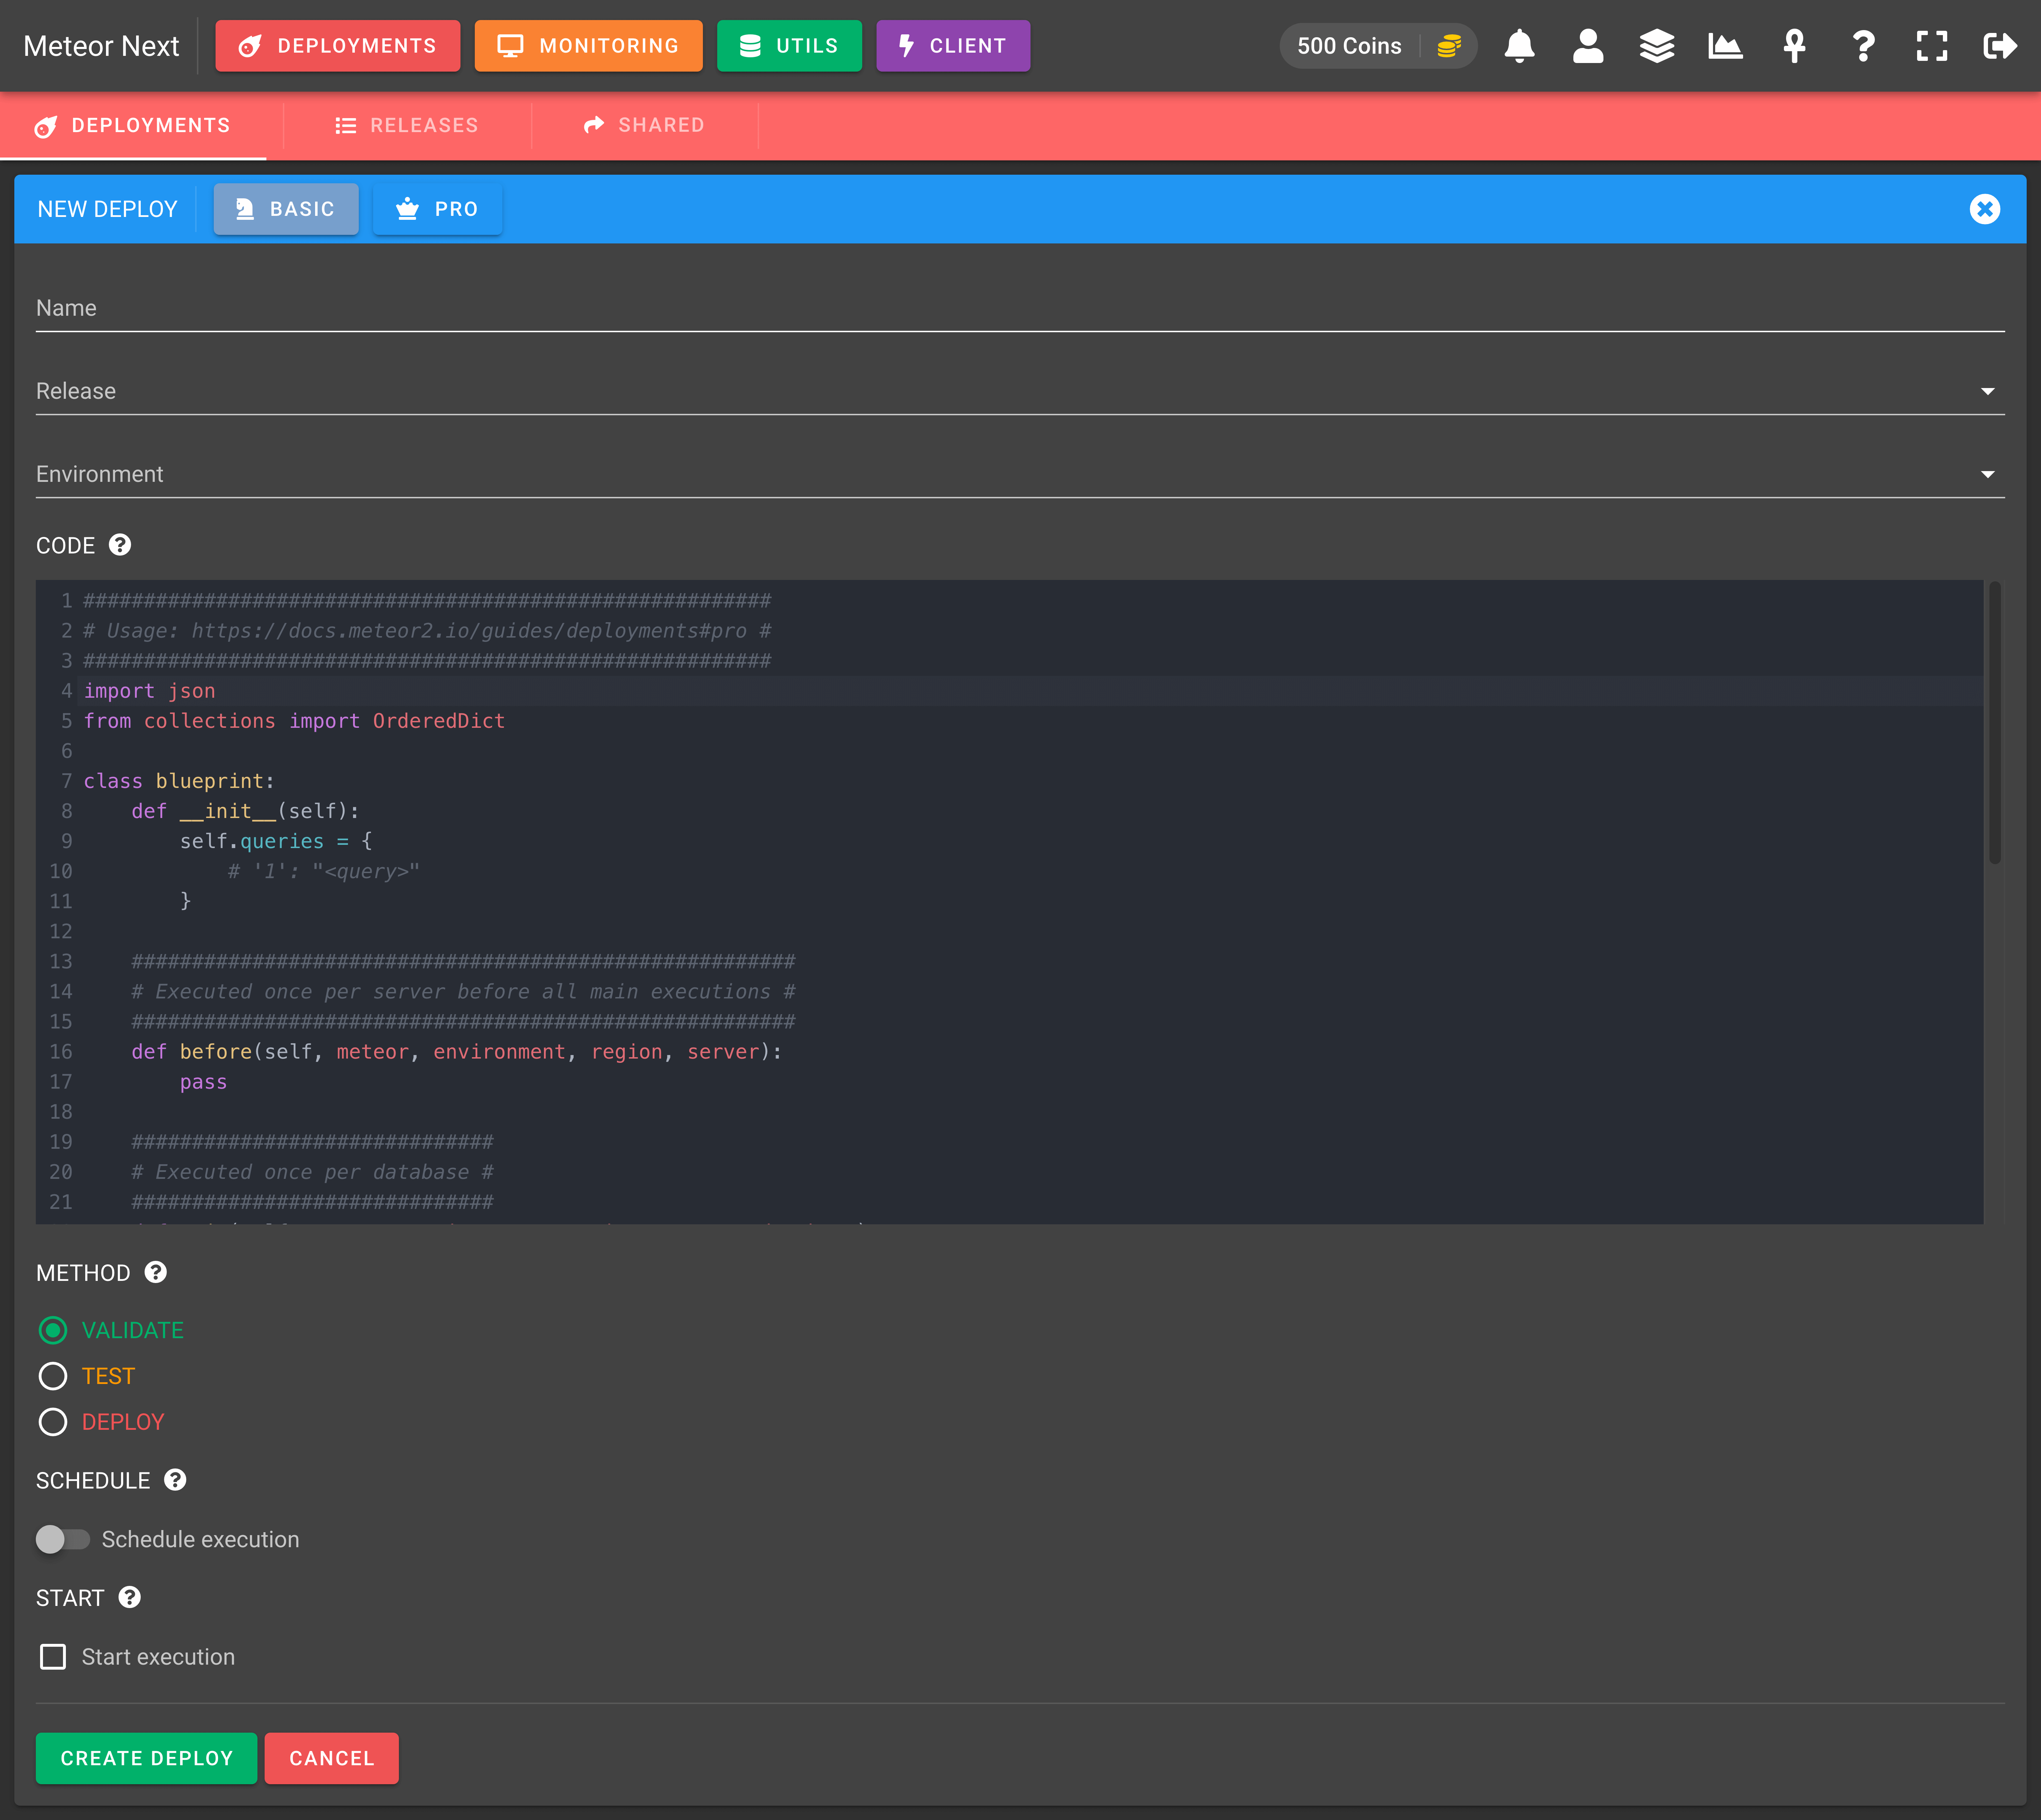 Meteor Next
DEPLOYMENTS
MONITORING
UTILS
CLIENT
500 Coins
DEPLOYMENTS
RELEASES
SHARED
NEW DEPLOY
BASIC
PRO
Name
Release
Environment
CODE
1 #########################################################
2 # Usage: https://docs.meteor2.io/guides/deployments#pro #
3 #########################################################
4 import json
5 from collections import OrderedDict
6
7 class blueprint:
8     def __init__(self):
9         self.queries = {
10             # '1': "<query>"
11         }
12
13     #######################################################
14     # Executed once per server before all main executions #
15     #######################################################
16     def before(self, meteor, environment, region, server):
17         pass
18
19     ##############################
20     # Executed once per database #
21     ##############################
METHOD
VALIDATE
TEST
DEPLOY
SCHEDULE
Schedule execution
START
Start execution
CREATE DEPLOY
CANCEL